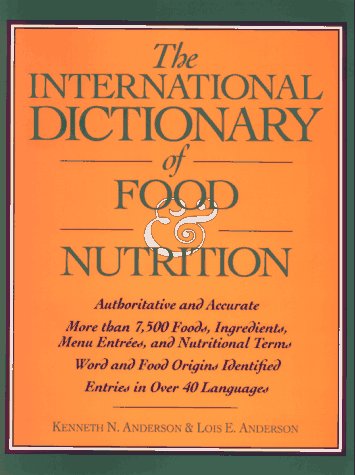 The
INTERNATIONAL
DICTIONARY
of
FOOD
&
NUTRITION
Authoritative and Accurate
More than 7,500 Foods, Ingredients,
Menu Entrées, and Nutritional Terms
Word and Food Origins Identified
Entries in Over 40 Languages
KENNETH N. ANDERSON & LOIS E. ANDERSON